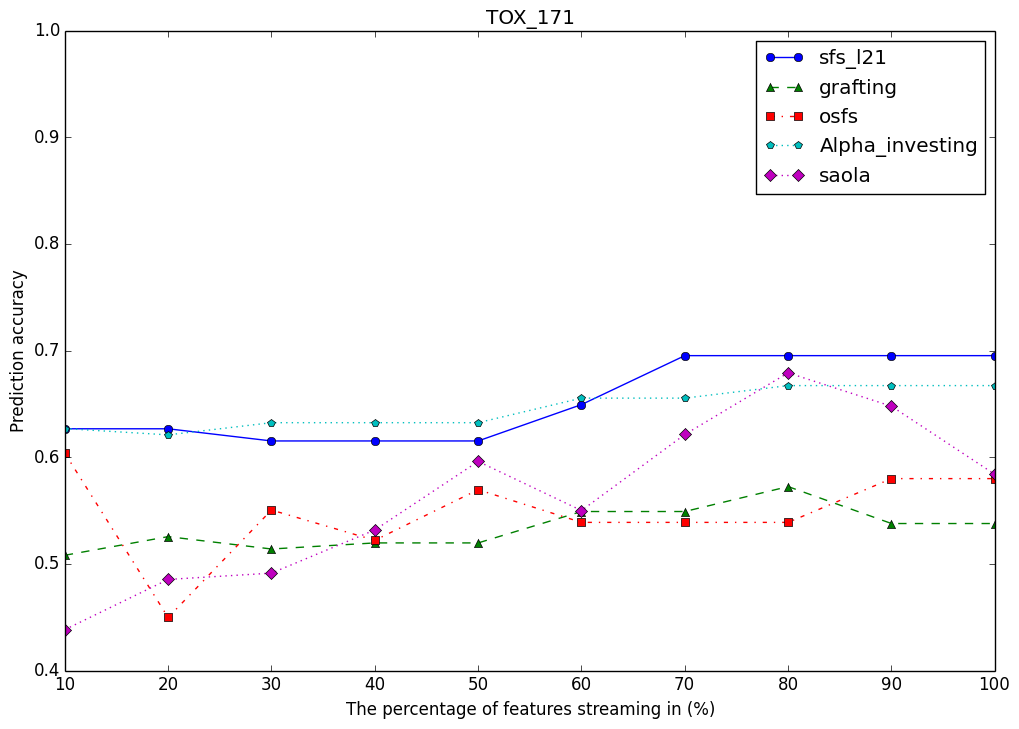 TOX_171
1.0
0.9
0.8
0.7
0.6
0.5
0.4
Prediction accuracy
sfs_l21
grafting
osfs
Alpha_investing
saola
10 20 30 40 50 60 70 80 90 100
The percentage of features streaming in (%)